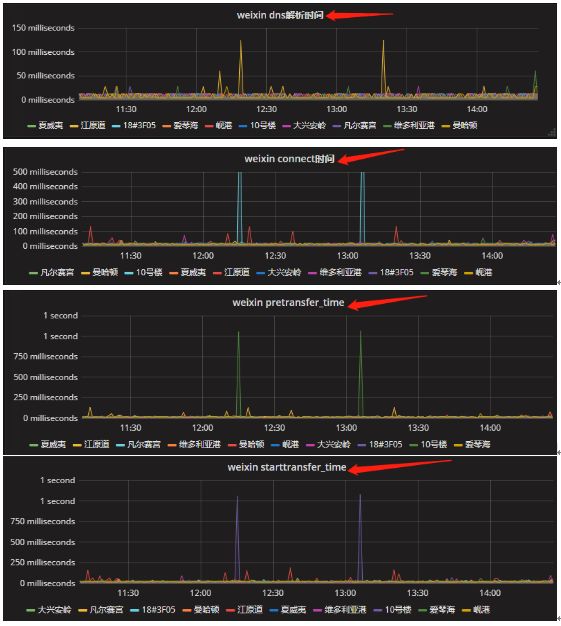 weixin dns解析时间
150 milliseconds
100 milliseconds
50 milliseconds
0 milliseconds
11:30 12:00 12:30 13:00 13:30 14:00
夏威夷 江原道 18#3F05 爱琴海 岘港 10号楼 大兴安岭 凡尔赛宫 维多利亚港 曼哈顿
weixin connect时间
500 milliseconds
400 milliseconds
300 milliseconds
200 milliseconds
100 milliseconds
0 milliseconds
11:30 12:00 12:30 13:00 13:30 14:00
凡尔赛宫 曼哈顿 10号楼 夏威夷 江原道 大兴安岭 维多利亚港 18#3F05 爱琴海 岘港
weixin pretransfer_time
1 second
1 second
750 milliseconds
500 milliseconds
250 milliseconds
0 milliseconds
11:30 12:00 12:30 13:00 13:30 14:00
夏威夷 江原道 凡尔赛宫 维多利亚港 曼哈顿 岘港 大兴安岭 18#3F05 10号楼 爱琴海
weixin starttransfer_time
1 second
1 second
750 milliseconds
500 milliseconds
250 milliseconds
0 milliseconds
11:30 12:00 12:30 13:00 13:30 14:00
大兴安岭 凡尔赛宫 18#3F05 曼哈顿 江原道 夏威夷 维多利亚港 10号楼 爱琴海 岘港